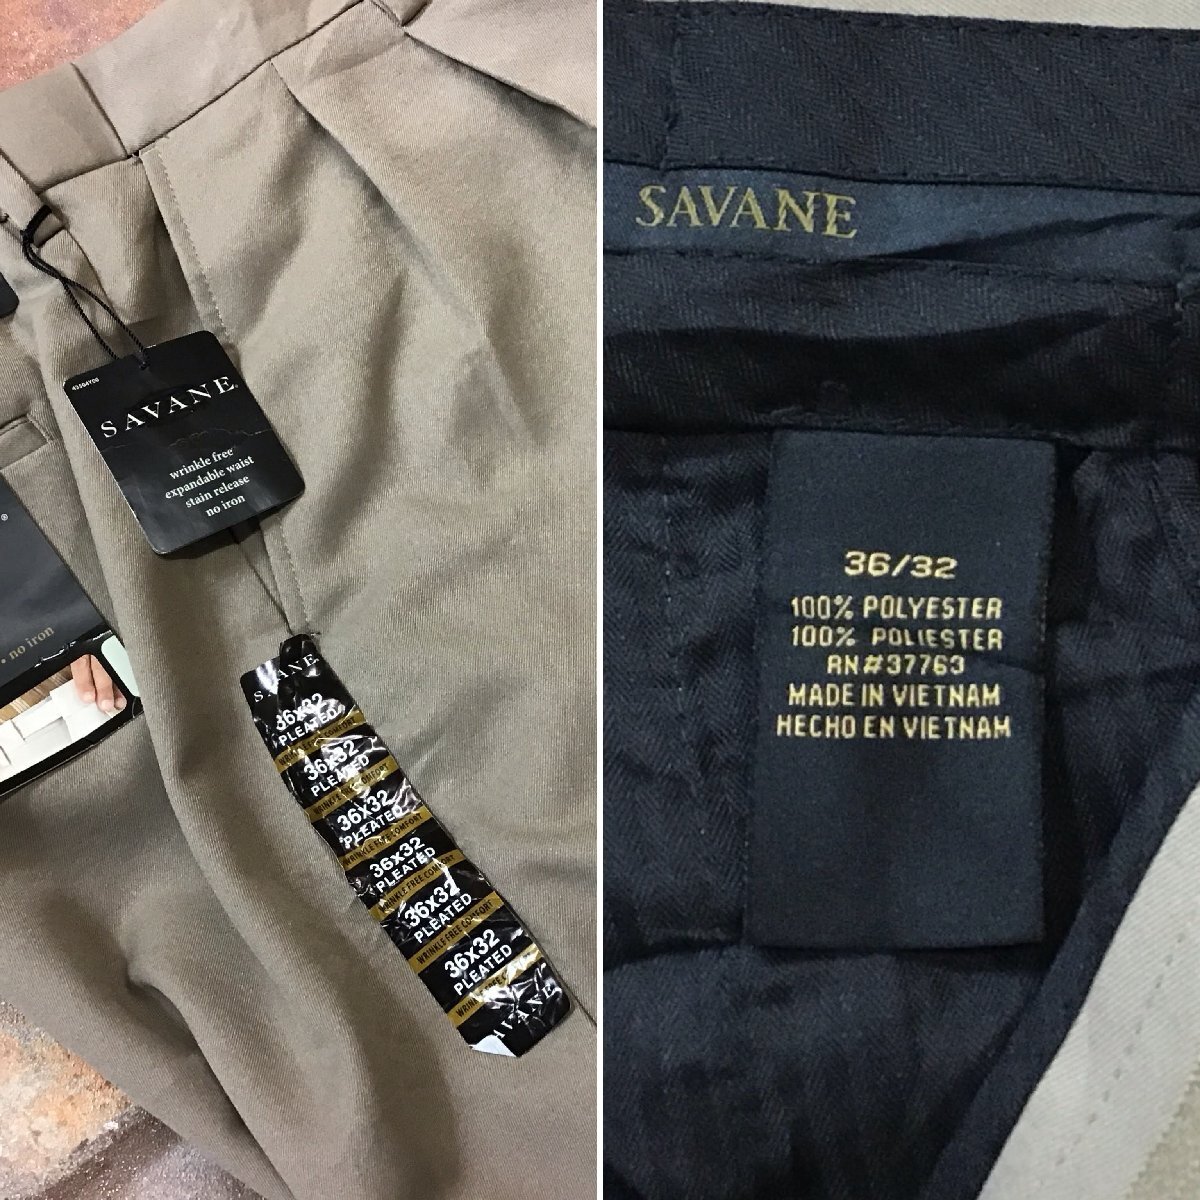 43504Y06
SAVANE®
wrinkle free
expandable waist
stain release
no iron
®
• no iron
SAVANE
36x32
PLEATED
WRINKLE FREE COMFORT
36x32
PLEATED
WRINKLE FREE COMFORT
36x32
PLEATED
WRINKLE FREE COMFORT
36x32
PLEATED
WRINKLE FREE COMFORT
36x32
PLEATED
WRINKLE FREE COMFORT
36x32
PLEATED
WRINKLE FREE
SAVANE
SAVANE
36/32
100% POLYESTER
100% POLIESTER
RN#37763
MADE IN VIETNAM
HECHO EN VIETNAM